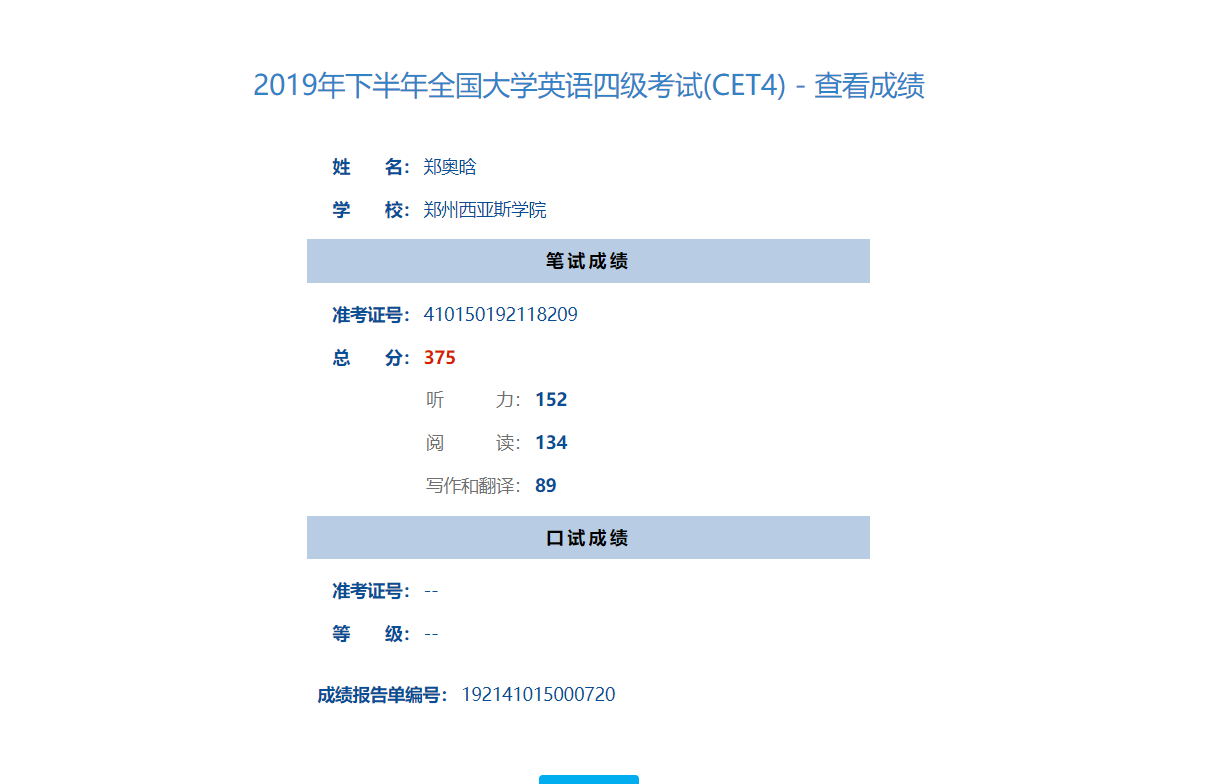 2019年下半年全国大学英语四级考试(CET4) - 查看成绩
姓 名： 郑奥晗
学 校： 郑州西亚斯学院
笔试成绩
准考证号： 410150192118209
总 分： 375
听 力： 152
阅 读： 134
写作和翻译： 89
口试成绩
准考证号： --
等 级： --
成绩报告单编号： 192141015000720